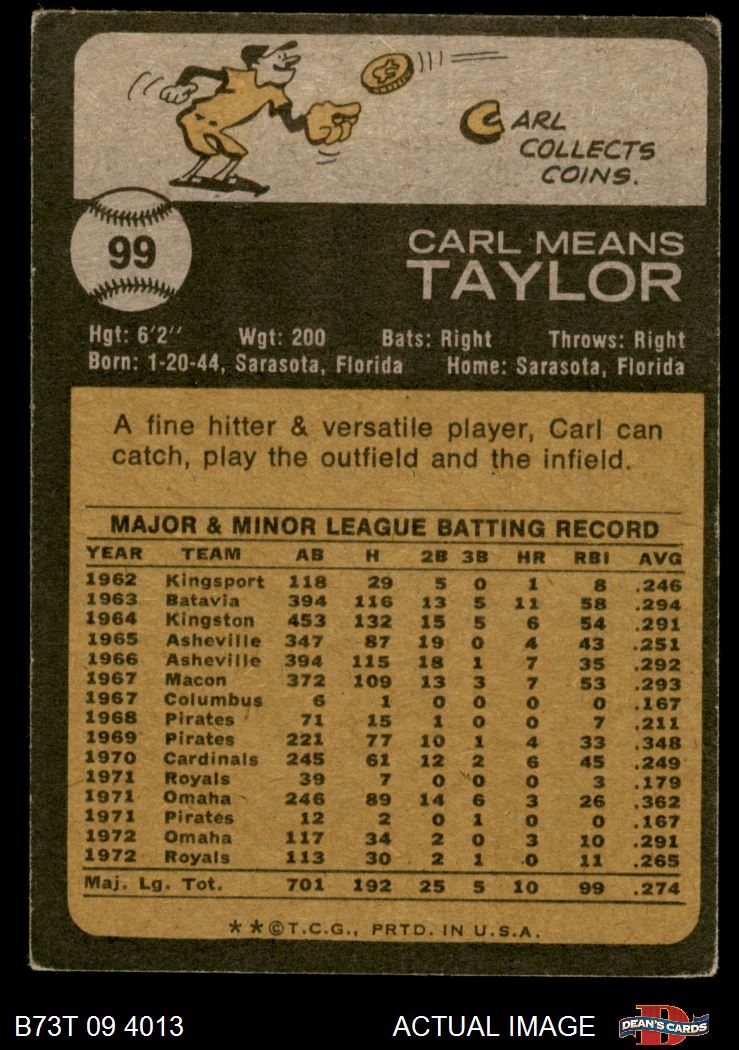 CARL
COLLECTS
COINS.
99
CARL MEANS
TAYLOR
Hgt: 6'2" Wgt: 200 Bats: Right Throws: Right
Born: 1-20-44, Sarasota, Florida Home: Sarasota, Florida
A fine hitter & versatile player, Carl can
catch, play the outfield and the infield.
MAJOR & MINOR LEAGUE BATTING RECORD
YEAR TEAM AB H 2B 3B HR RBI AVG
1962 Kingsport 118 29 5 0 1 8 .246
1963 Batavia 394 116 13 5 11 58 .294
1964 Kingston 453 132 15 5 6 54 .291
1965 Asheville 347 87 19 0 4 43 .251
1966 Asheville 394 115 18 1 7 35 .292
1967 Macon 372 109 13 3 7 53 .293
1967 Columbus 6 1 0 0 0 0 .167
1968 Pirates 71 15 1 0 0 7 .211
1969 Pirates 221 77 10 1 4 33 .348
1970 Cardinals 245 61 12 2 6 45 .249
1971 Royals 39 7 0 0 0 3 .179
1971 Omaha 246 89 14 6 3 26 .362
1971 Pirates 12 2 0 1 0 0 .167
1972 Omaha 117 34 2 0 3 10 .291
1972 Royals 113 30 2 1 0 11 .265
Maj. Lg. Tot. 701 192 25 5 10 99 .274
**©T.C.G., PRTD. IN U.S.A.
B73T 09 4013 ACTUAL IMAGE D DEAN'S CARDS